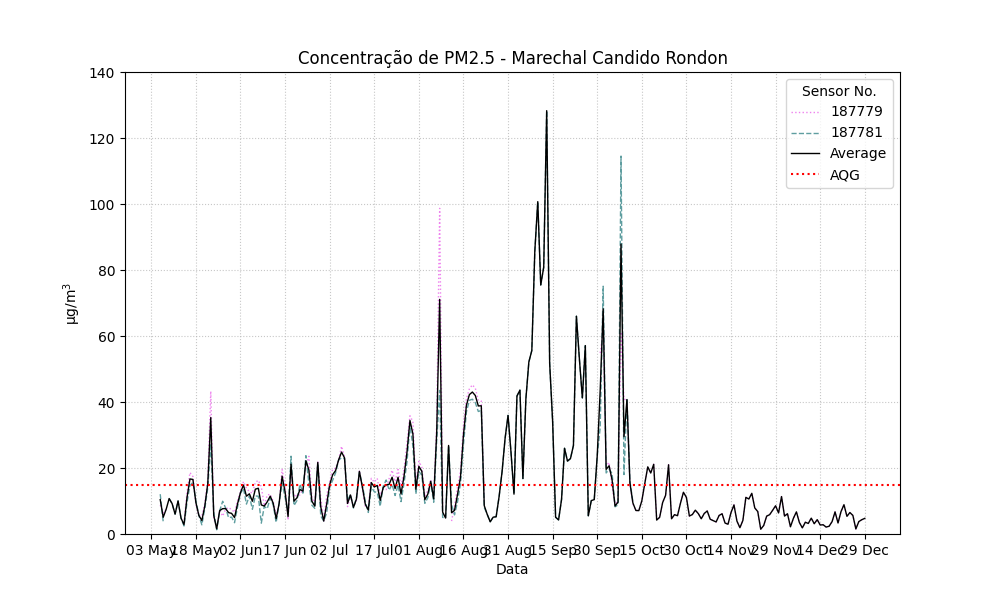 Concentração de PM2.5 - Marechal Candido Rondon
140
120
100
80
60
40
20
0
µg/m³
Sensor No.
187779
187781
Average
AQG
03 May 18 May 02 Jun 17 Jun 02 Jul 17 Jul 01 Aug 16 Aug 31 Aug 15 Sep 30 Sep 15 Oct 30 Oct 14 Nov 29 Nov 14 Dec 29 Dec
Data